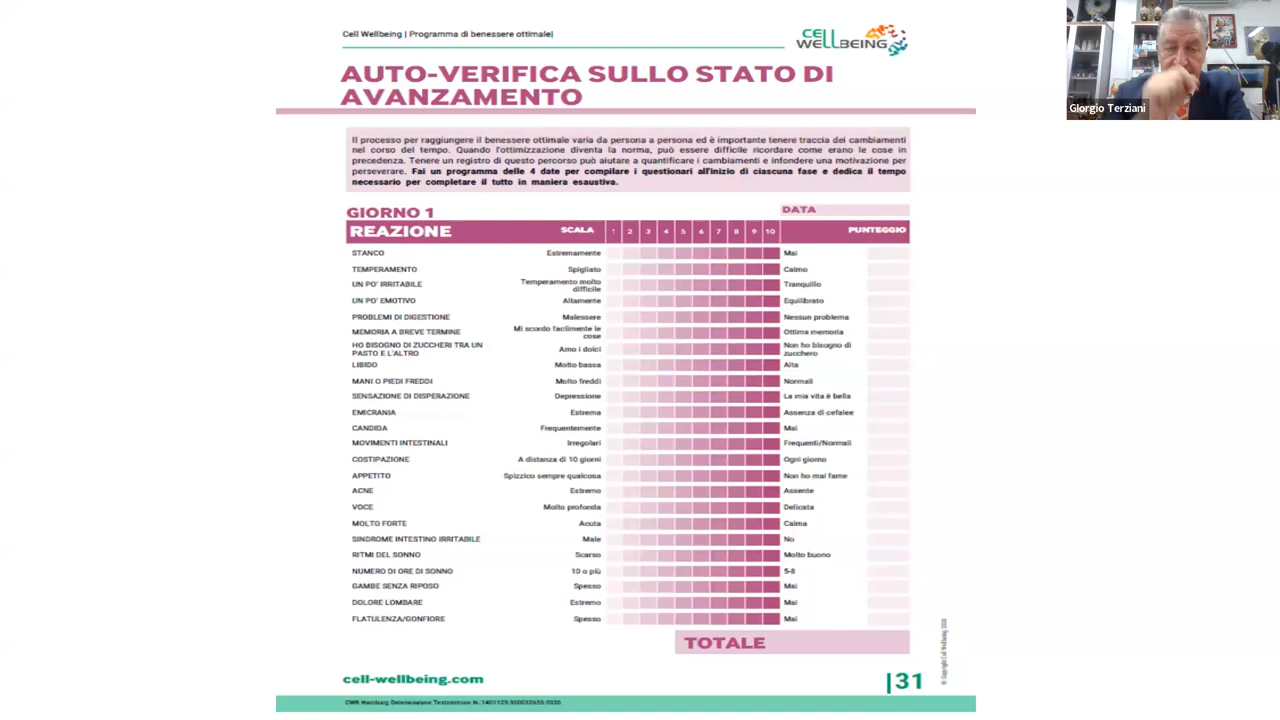 Cell Wellbeing | Programma di benessere ottimale|
CELL
WELLBEING
AUTO-VERIFICA SULLO STATO DI
AVANZAMENTO
Il processo per raggiungere il benessere ottimale varia da persona a persona ed è importante tenere traccia dei cambiamenti
nel corso del tempo. Quando l'ottimizzazione diventa la norma, può essere difficile ricordare come erano le cose in
precedenza. Tenere un registro di questo percorso può aiutare a quantificare i cambiamenti e infondere una motivazione per
perseverare. Fai un programma delle 4 date per compilare i questionari all'inizio di ciascuna fase e dedica il tempo
necessario per completare il tutto in maniera esaustiva.
GIORNO 1 DATA
REAZIONE SCALA 1 2 3 4 5 6 7 8 9 10 PUNTEGGIO
STANCO Estremamente Mai
TEMPERAMENTO Spigliato Calmo
UN PO' IRRITABILE Temperamento molto difficile Tranquillo
UN PO' EMOTIVO Altamente Equilibrato
PROBLEMI DI DIGESTIONE Malessere Nessun problema
MEMORIA A BREVE TERMINE Mi scordo facilmente le cose Ottima memoria
HO BISOGNO DI ZUCCHERI TRA UN PASTO E L'ALTRO Amo i dolci Non ho bisogno di zucchero
LIBIDO Molto bassa Alta
MANI O PIEDI FREDDI Molto freddi Normali
SENSAZIONE DI DISPERAZIONE Depressione La mia vita è bella
EMICRANIA Estrema Assenza di cefalee
CANDIDA Frequentemente Mai
MOVIMENTI INTESTINALI Irregolari Frequenti/Normali
COSTIPAZIONE A distanza di 10 giorni Ogni giorno
APPETITO Spizzico sempre qualcosa Non ho mai fame
ACNE Estremo Assente
VOCE Molto profonda Delicata
MOLTO FORTE Acuta Calma
SINDROME INTESTINO IRRITABILE Male No
RITMI DEL SONNO Scarso Molto buono
NUMERO DI ORE DI SONNO 10 o più 5-8
GAMBE SENZA RIPOSO Spesso Mai
DOLORE LOMBARE Estremo Mai
FLATULENZA/GONFIORE Spesso Mai
TOTALE
cell-wellbeing.com
|31
© Copyright Cell Wellbeing
CWB Hamburg Datenanalyse Testzentrum
Giorgio Terziani